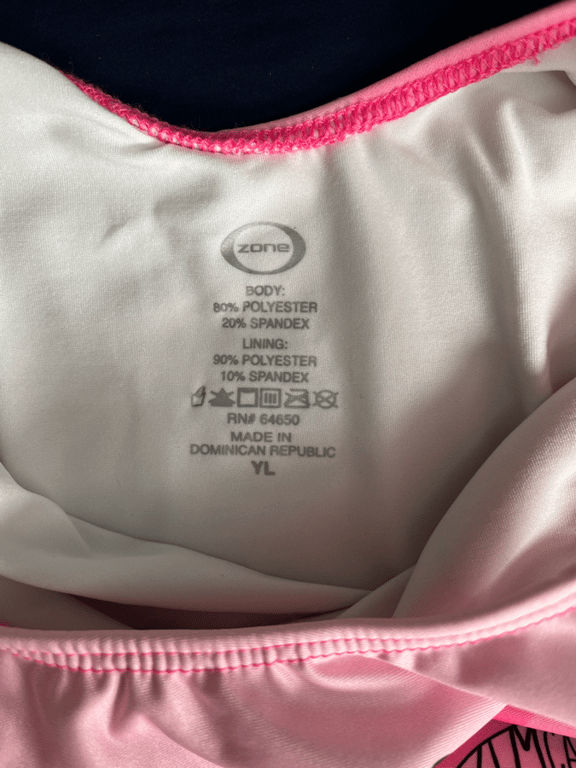 zone
BODY:
80% POLYESTER
20% SPANDEX
LINING:
90% POLYESTER
10% SPANDEX
RN# 64650
MADE IN
DOMINICAN REPUBLIC
YL